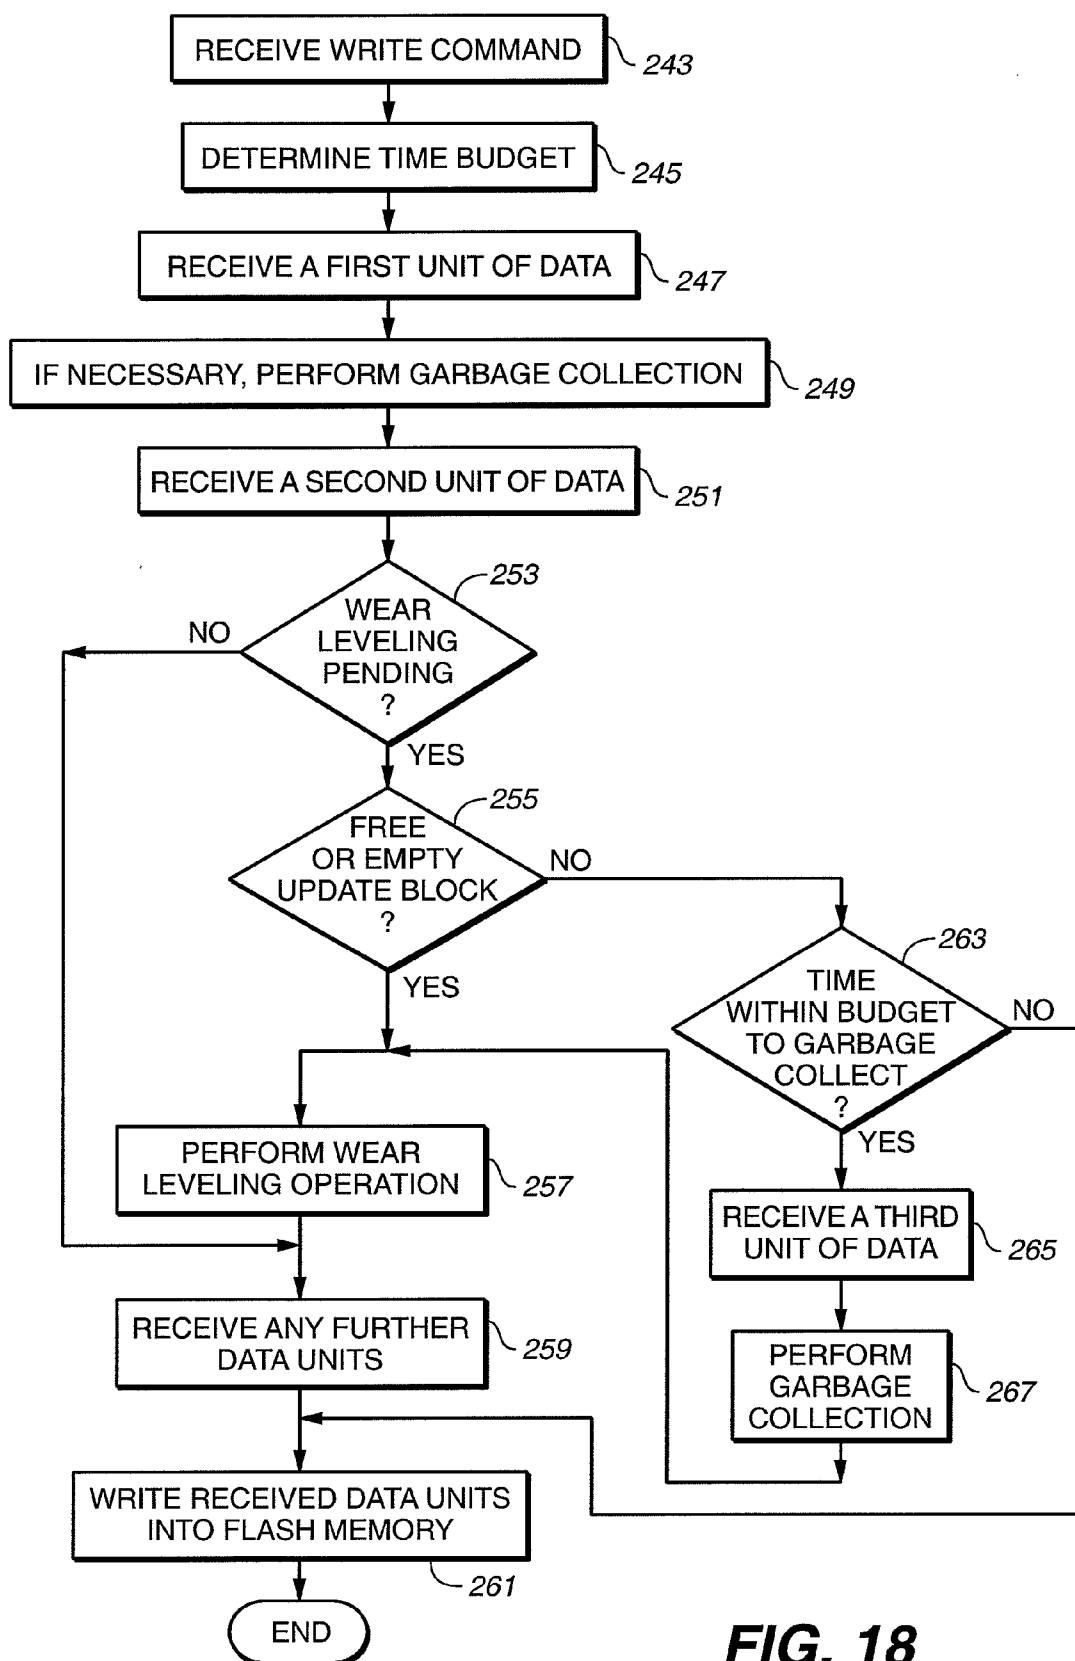 RECEIVE WRITE COMMAND
243
DETERMINE TIME BUDGET
245
RECEIVE A FIRST UNIT OF DATA
247
IF NECESSARY, PERFORM GARBAGE COLLECTION
249
RECEIVE A SECOND UNIT OF DATA
251
253
WEAR
LEVELING
PENDING
?
NO
YES
255
FREE
OR EMPTY
UPDATE BLOCK
?
NO
YES
263
TIME
WITHIN BUDGET
TO GARBAGE
COLLECT
?
NO
YES
PERFORM WEAR
LEVELING OPERATION
257
RECEIVE A THIRD
UNIT OF DATA
265
RECEIVE ANY FURTHER
DATA UNITS
259
PERFORM
GARBAGE
COLLECTION
267
WRITE RECEIVED DATA UNITS
INTO FLASH MEMORY
261
END
FIG. 18